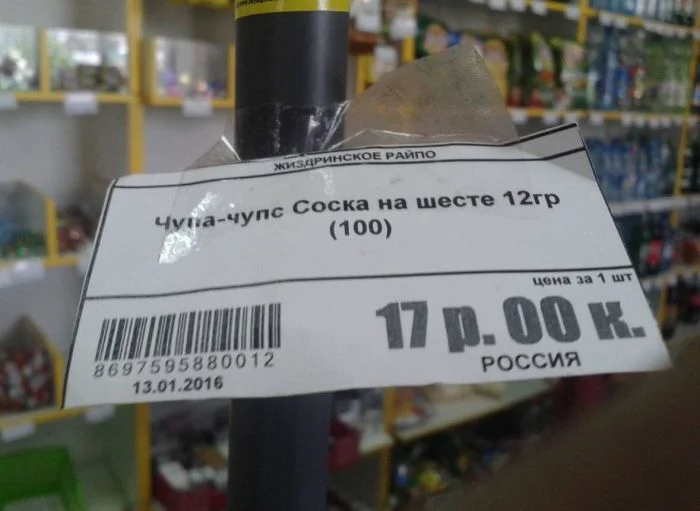 ЖИЗДРИНСКОЕ РАЙПО
Чупа-чупс Соска на шесте 12гр
(100)
цена за 1 шт
17 р. 00 к.
8697595880012
РОССИЯ
13.01.2016